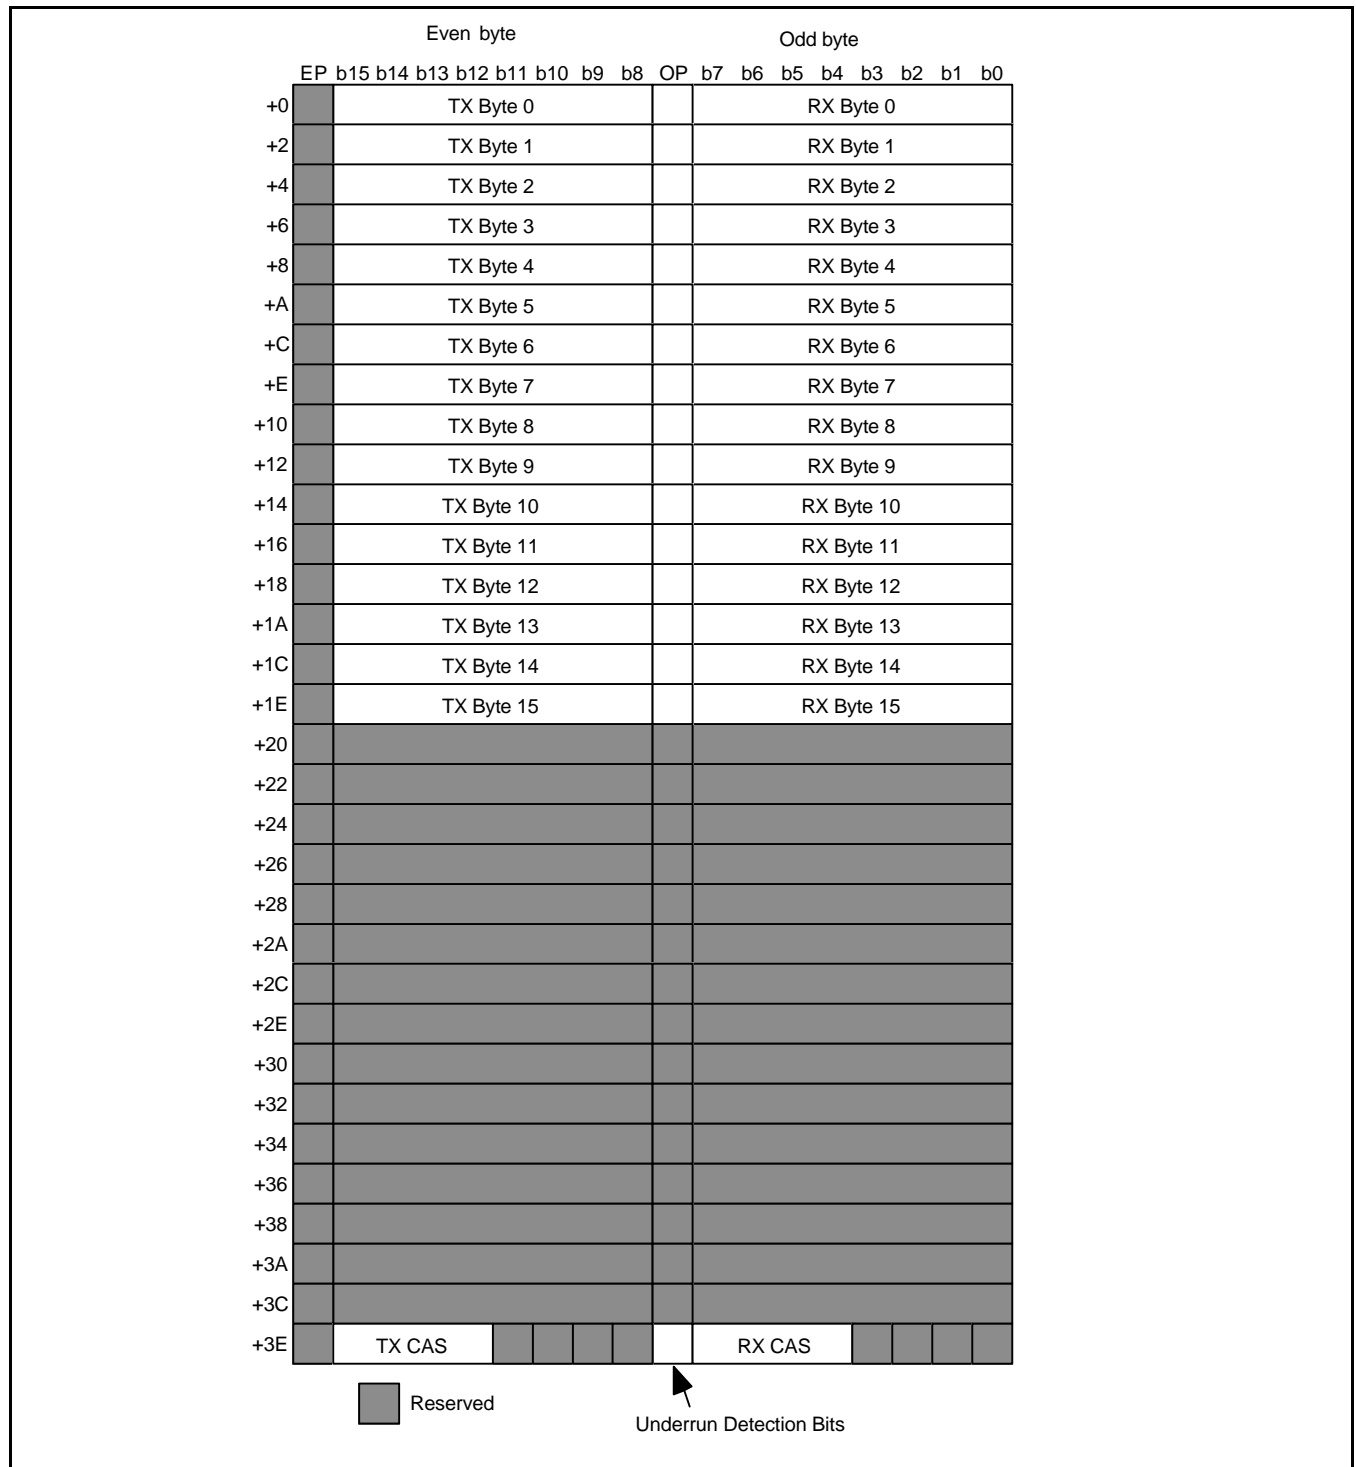 Even byte Odd byte
EP b15 b14 b13 b12 b11 b10 b9 b8 OP b7 b6 b5 b4 b3 b2 b1 b0
+0 TX Byte 0 RX Byte 0
+2 TX Byte 1 RX Byte 1
+4 TX Byte 2 RX Byte 2
+6 TX Byte 3 RX Byte 3
+8 TX Byte 4 RX Byte 4
+A TX Byte 5 RX Byte 5
+C TX Byte 6 RX Byte 6
+E TX Byte 7 RX Byte 7
+10 TX Byte 8 RX Byte 8
+12 TX Byte 9 RX Byte 9
+14 TX Byte 10 RX Byte 10
+16 TX Byte 11 RX Byte 11
+18 TX Byte 12 RX Byte 12
+1A TX Byte 13 RX Byte 13
+1C TX Byte 14 RX Byte 14
+1E TX Byte 15 RX Byte 15
+20
+22
+24
+26
+28
+2A
+2C
+2E
+30
+32
+34
+36
+38
+3A
+3C
+3E TX CAS RX CAS
Reserved
Underrun Detection Bits